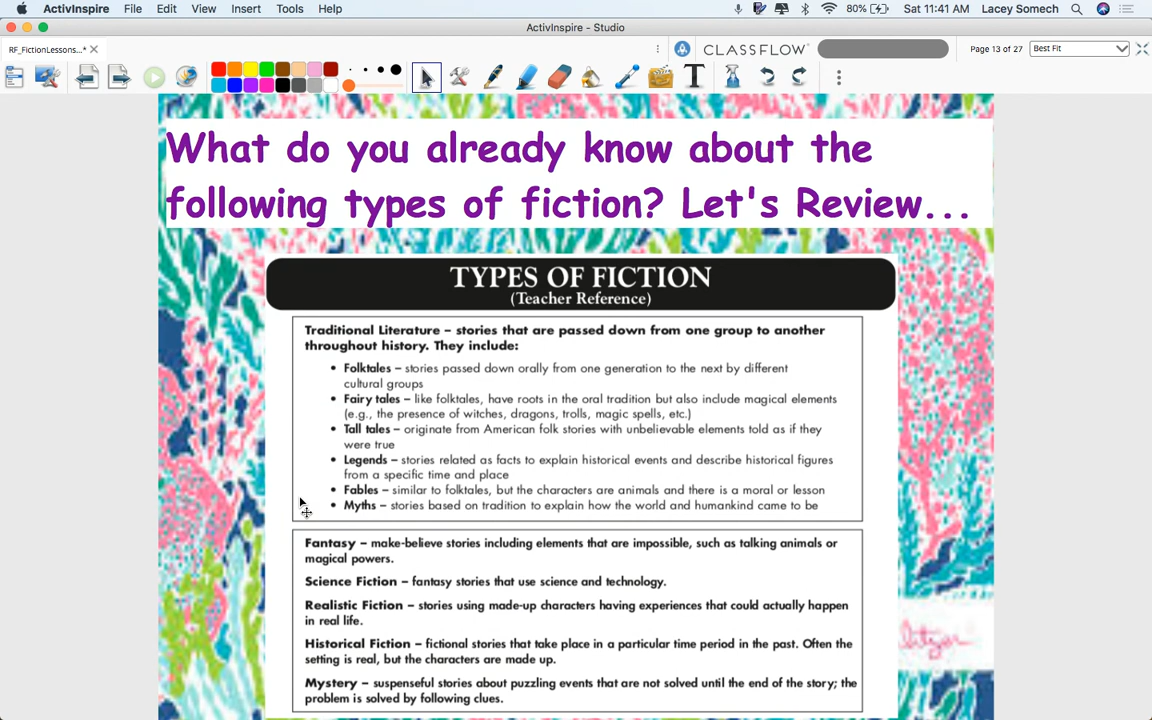 ActivInspire File Edit View Insert Tools Help 80% Sat 11:41 AM Lacey Somech
ActivInspire - Studio
RF_FictionLessons...* CLASSFLOW Page 13 of 27 Best Fit
What do you already know about the
following types of fiction? Let's Review...
TYPES OF FICTION
(Teacher Reference)
Traditional Literature – stories that are passed down from one group to another
throughout history. They include:
• Folktales – stories passed down orally from one generation to the next by different
cultural groups
• Fairy tales – like folktales, have roots in the oral tradition but also include magical elements
(e.g., the presence of witches, dragons, trolls, magic spells, etc.)
• Tall tales – originate from American folk stories with unbelievable elements told as if they
were true
• Legends – stories related as facts to explain historical events and describe historical figures
from a specific time and place
• Fables – similar to folktales, but the characters are animals and there is a moral or lesson
• Myths – stories based on tradition to explain how the world and humankind came to be
Fantasy – make-believe stories including elements that are impossible, such as talking animals or
magical powers.
Science Fiction – fantasy stories that use science and technology.
Realistic Fiction – stories using made-up characters having experiences that could actually happen
in real life.
Historical Fiction – fictional stories that take place in a particular time period in the past. Often the
setting is real, but the characters are made up.
Mystery – suspenseful stories about puzzling events that are not solved until the end of the story; the
problem is solved by following clues.